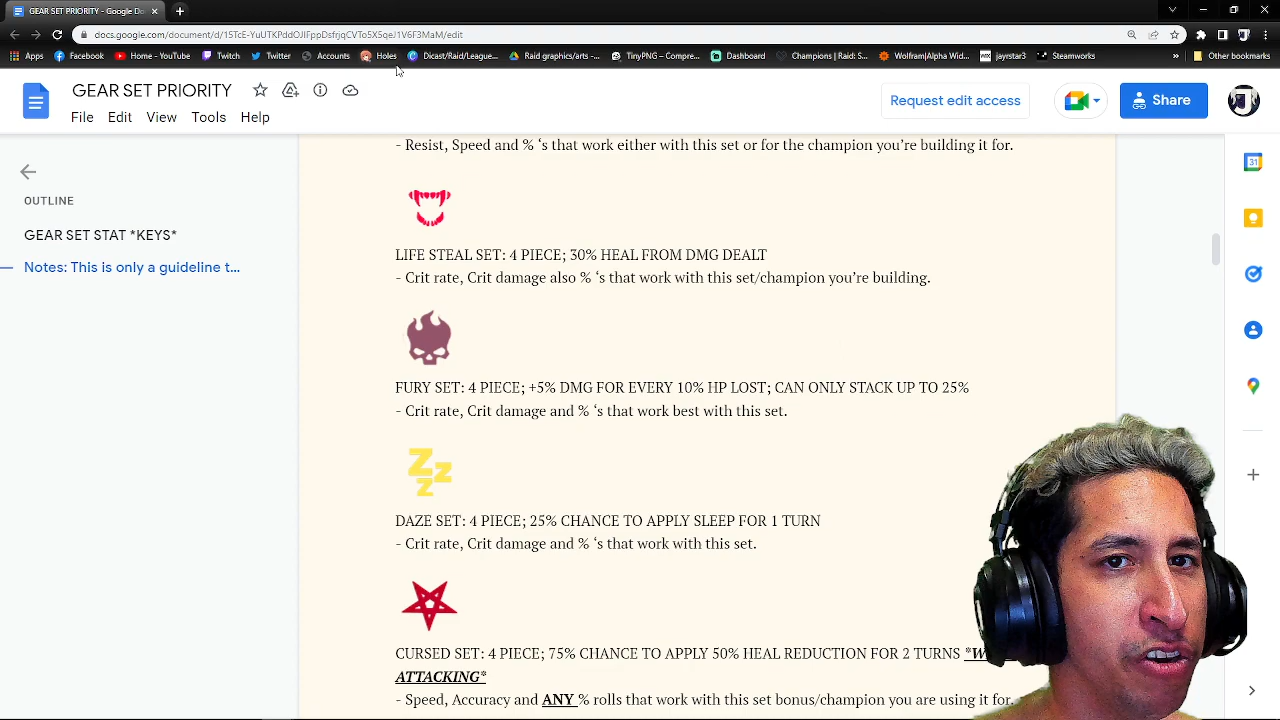 GEAR SET PRIORITY - Google Do
docs.google.com/document/d/15TcE-YuUTKPddOJIFppDsfrjqCVTo5X5qeJ1V6F3MaM/edit
Apps Facebook Home - YouTube Twitch Twitter Accounts Holes Dicast/Raid/League... Raid graphics/arts -... TinyPNG – Compre... Dashboard Champions | Raid: S... Wolfram|Alpha Wid... jaystar3 Steamworks » Other bookmarks
GEAR SET PRIORITY
Request edit access
Share
File Edit View Tools Help
- Resist, Speed and % 's that work either with this set or for the champion you're building it for.
31
OUTLINE
GEAR SET STAT *KEYS*
Notes: This is only a guideline t...
LIFE STEAL SET: 4 PIECE; 30% HEAL FROM DMG DEALT
- Crit rate, Crit damage also % 's that work with this set/champion you're building.
FURY SET: 4 PIECE; +5% DMG FOR EVERY 10% HP LOST; CAN ONLY STACK UP TO 25%
- Crit rate, Crit damage and % 's that work best with this set.
Zzz
DAZE SET: 4 PIECE; 25% CHANCE TO APPLY SLEEP FOR 1 TURN
- Crit rate, Crit damage and % 's that work with this set.
CURSED SET: 4 PIECE; 75% CHANCE TO APPLY 50% HEAL REDUCTION FOR 2 TURNS
ATTACKING*
- Speed, Accuracy and ANY % rolls that work with this set bonus/champion you are using it for.